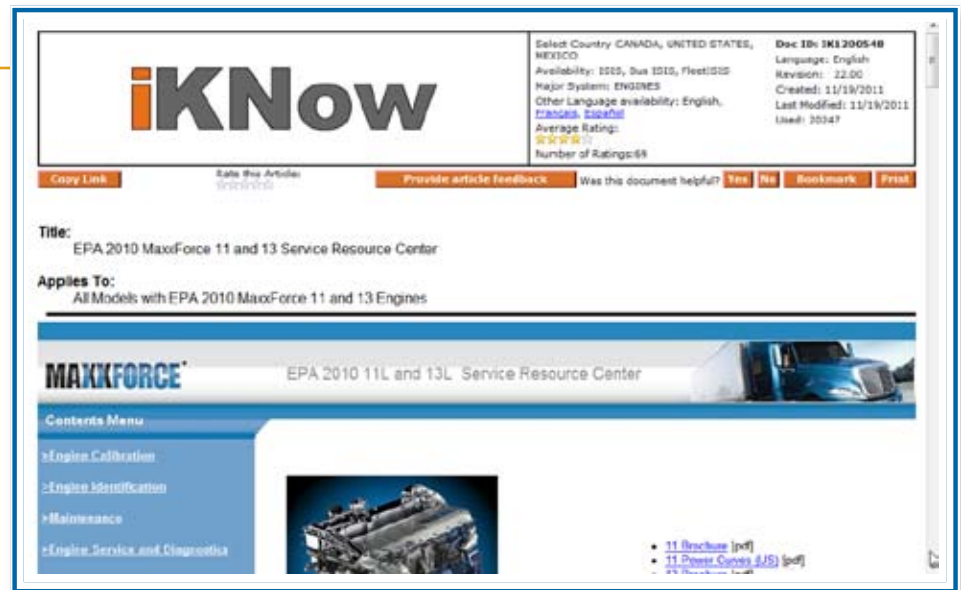 iKNow
Select Country CANADA, UNITED STATES,
MEXICO
Availability: ISIS, Bus ISIS, FleetISIS
Major System: ENGINES
Other Language availability: English,
Français, Español
Average Rating:
Number of Ratings:69
Doc ID: IK1200548
Language: English
Revision: 22.00
Created: 11/19/2011
Last Modified: 11/19/2011
Used: 20247
Copy Link
Rate this Article:
Provide article feedback
Was this document helpful? Yes No
Bookmark
Print
Title:
EPA 2010 MaxxForce 11 and 13 Service Resource Center
Applies To:
All Models with EPA 2010 MaxxForce 11 and 13 Engines
MAXXFORCE
EPA 2010 11L and 13L Service Resource Center
Contents Menu
>Engine Calibration
>Engine Identification
>Maintenance
>Engine Service and Diagnostics
• 11 Brochure [pdf]
• 11 Power Curves (US) [pdf]
• 13 Brochure [pdf]